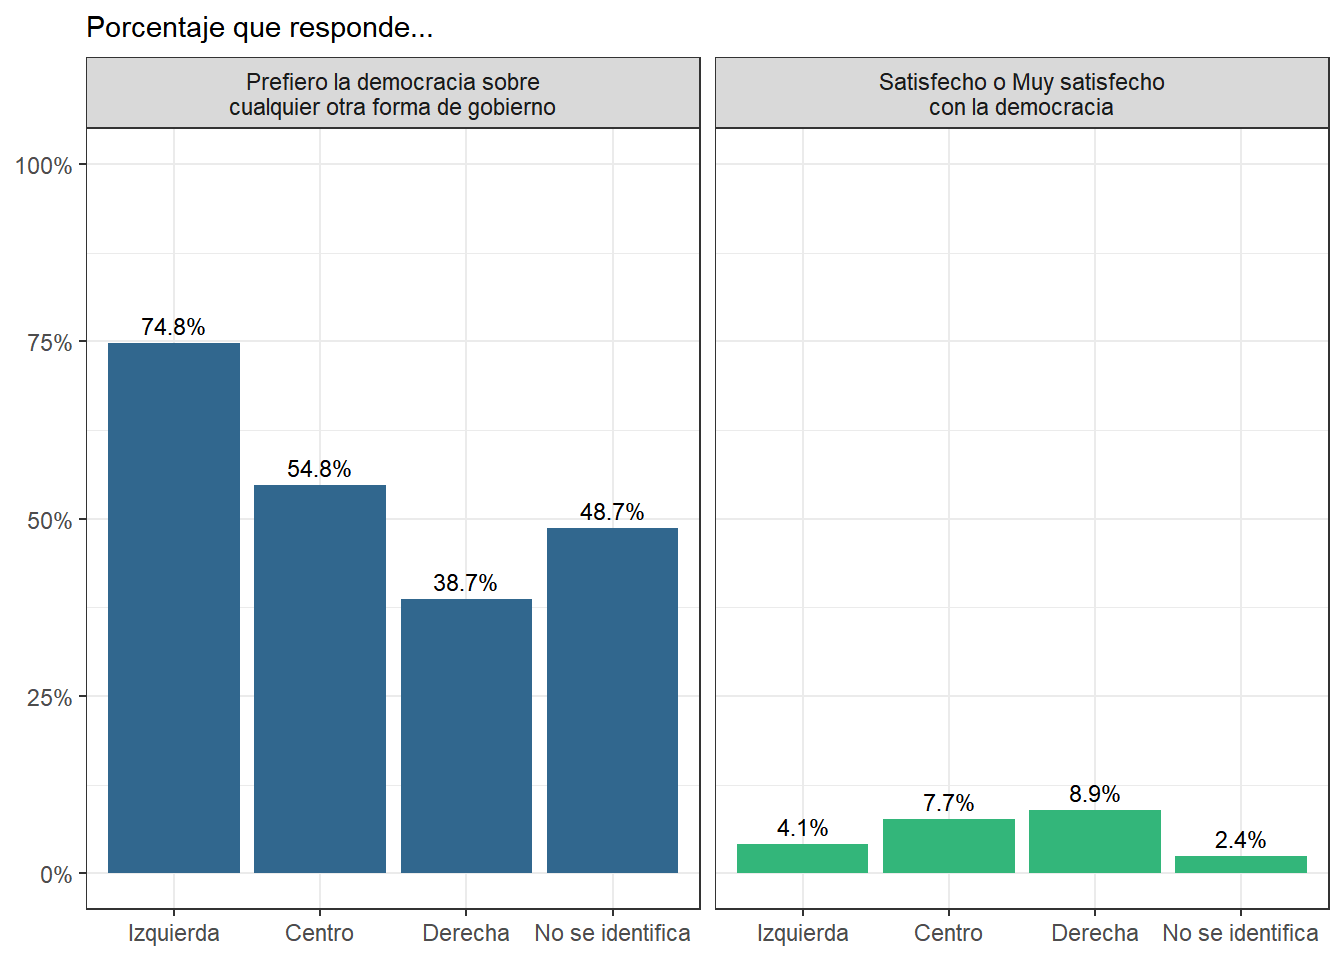 Porcentaje que responde...
Prefiero la democracia sobre
cualquier otra forma de gobierno
Satisfecho o Muy satisfecho
con la democracia
100%
75%
50%
25%
0%
74.8%
54.8%
38.7%
48.7%
4.1%
7.7%
8.9%
2.4%
Izquierda Centro Derecha No se identifica
Izquierda Centro Derecha No se identifica